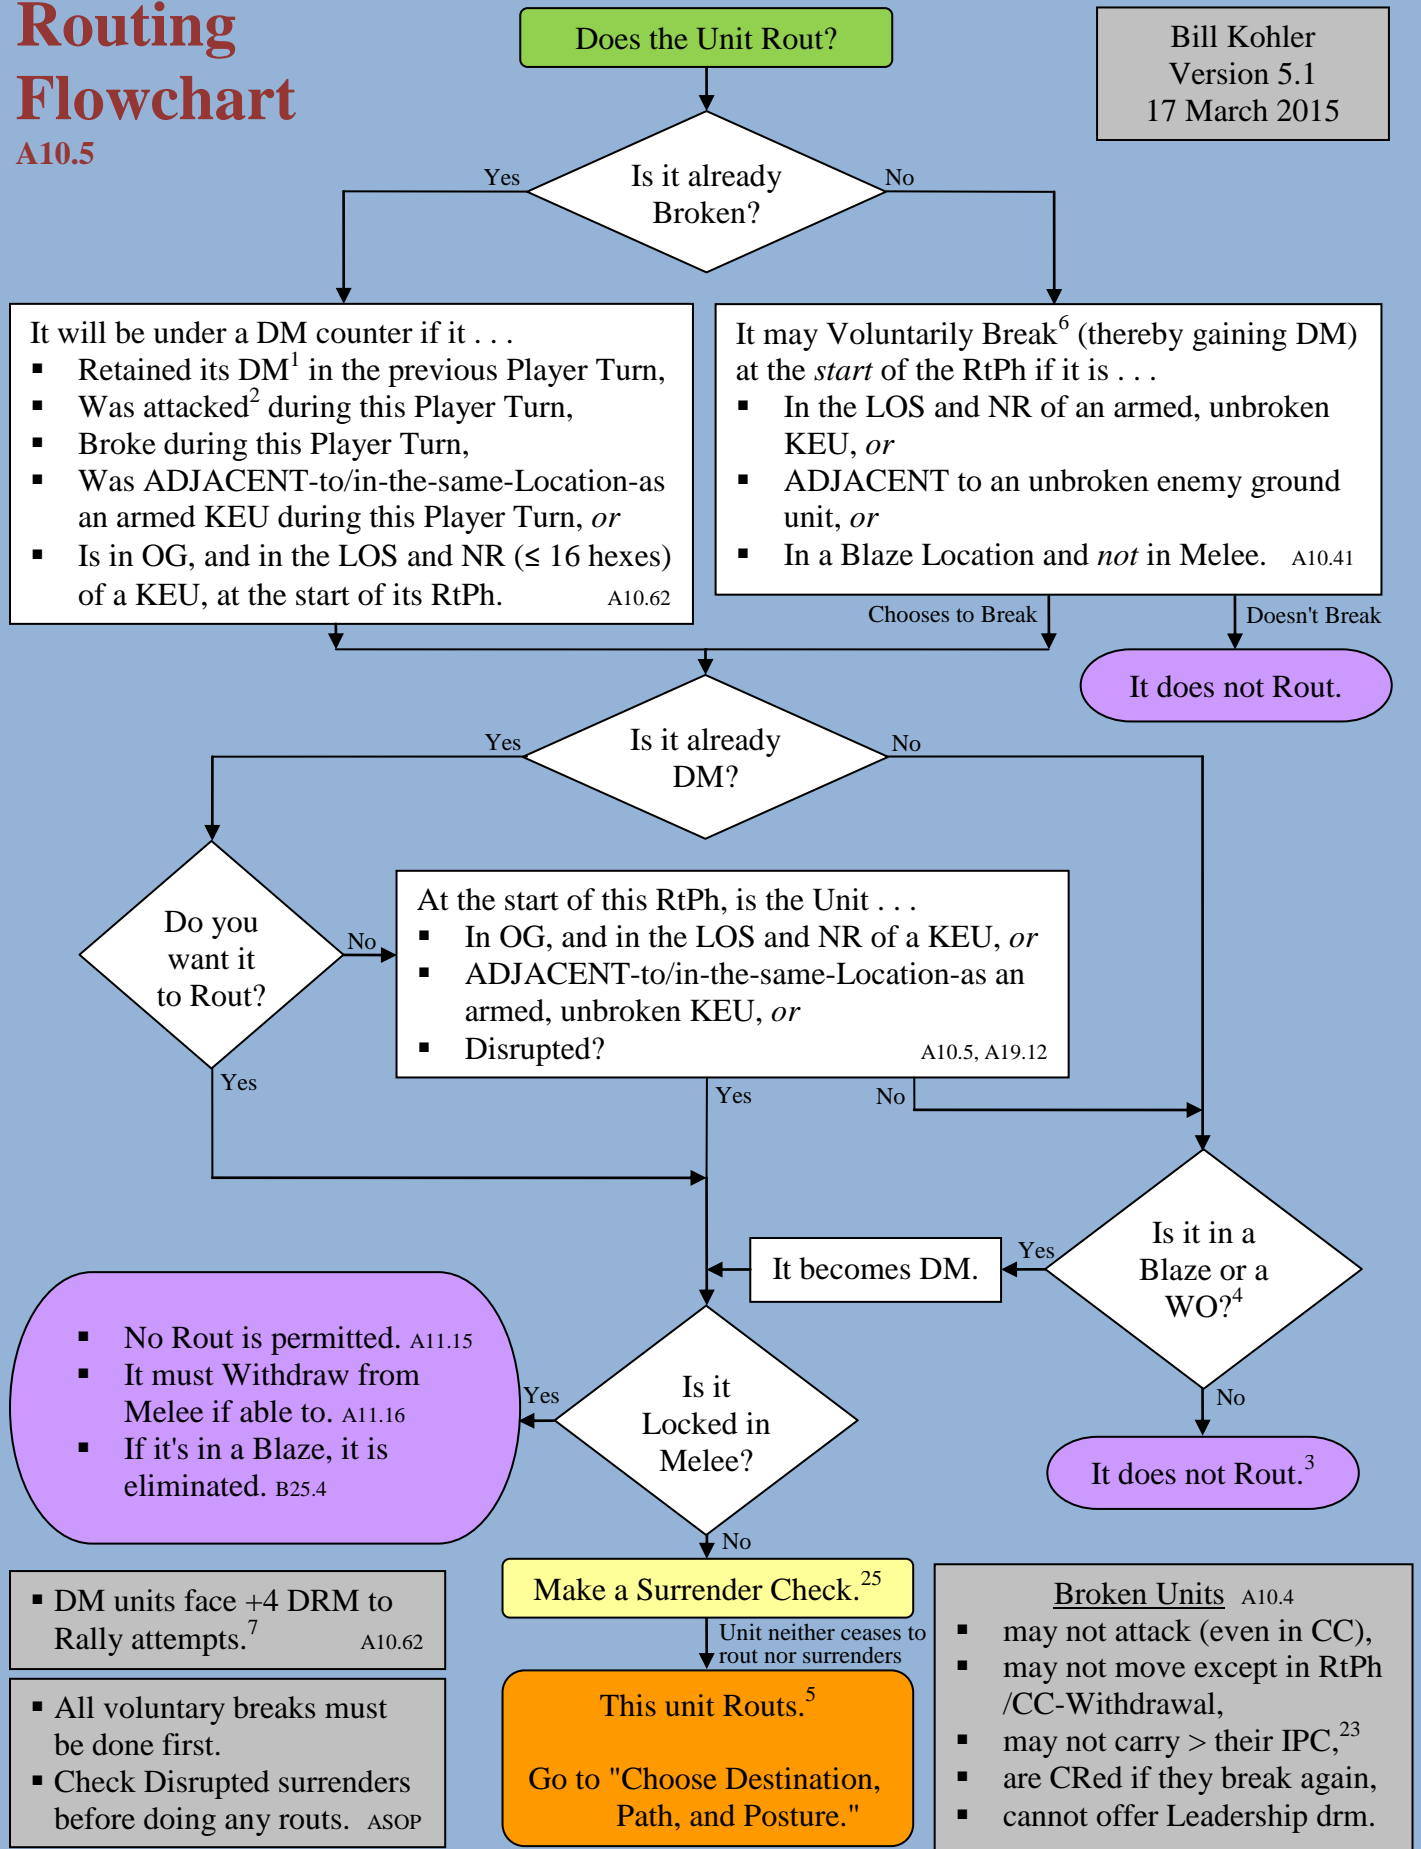 Routing
Flowchart
A10.5
Does the Unit Rout?
Bill Kohler
Version 5.1
17 March 2015
Is it already
Broken?
Yes
No
It will be under a DM counter if it . . .
▪ Retained its DM¹ in the previous Player Turn,
▪ Was attacked² during this Player Turn,
▪ Broke during this Player Turn,
▪ Was ADJACENT-to/in-the-same-Location-as
an armed KEU during this Player Turn, or
▪ Is in OG, and in the LOS and NR (≤ 16 hexes)
of a KEU, at the start of its RtPh. A10.62
It may Voluntarily Break⁶ (thereby gaining DM)
at the start of the RtPh if it is . . .
▪ In the LOS and NR of an armed, unbroken
KEU, or
▪ ADJACENT to an unbroken enemy ground
unit, or
▪ In a Blaze Location and not in Melee. A10.41
Chooses to Break
Doesn't Break
It does not Rout.
Is it already
DM?
Yes
No
Do you
want it
to Rout?
No
Yes
At the start of this RtPh, is the Unit . . .
▪ In OG, and in the LOS and NR of a KEU, or
▪ ADJACENT-to/in-the-same-Location-as an
armed, unbroken KEU, or
▪ Disrupted? A10.5, A19.12
Yes
No
Is it in a
Blaze or a
WO?⁴
Yes
It becomes DM.
No
It does not Rout.³
Is it
Locked in
Melee?
Yes
▪ No Rout is permitted. A11.15
▪ It must Withdraw from
Melee if able to. A11.16
▪ If it's in a Blaze, it is
eliminated. B25.4
No
Make a Surrender Check.²⁵
Unit neither ceases to
rout nor surrenders
This unit Routs.⁵
Go to "Choose Destination,
Path, and Posture."
▪ DM units face +4 DRM to
Rally attempts.⁷ A10.62
▪ All voluntary breaks must
be done first.
▪ Check Disrupted surrenders
before doing any routs. ASOP
Broken Units A10.4
▪ may not attack (even in CC),
▪ may not move except in RtPh
/CC-Withdrawal,
▪ may not carry > their IPC,²³
▪ are CRed if they break again,
▪ cannot offer Leadership drm.